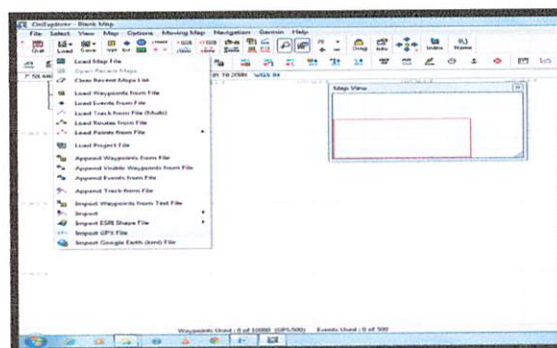 OziExplorer - Blank Map
File Select View Map Options Moving Map Navigation Garmin Help
Load Save
Drag
Index Name
Load Map File
Open Recent Maps
Clear Recent Maps List
Load Waypoints from File
Load Events from File
Load Track from File (Multi)
Load Routes from File
Load Points from File
Load Project File
Append Waypoints from File
Append Visible Waypoints from File
Append Events from File
Append Track from File
Import Waypoints from Text File
Import
Import ESRI Shape File
Import GPX File
Import Google Earth (kml) File
Map View
Waypoints Used : 0 of 10000 (GPS:500) Events Used : 0 of 500